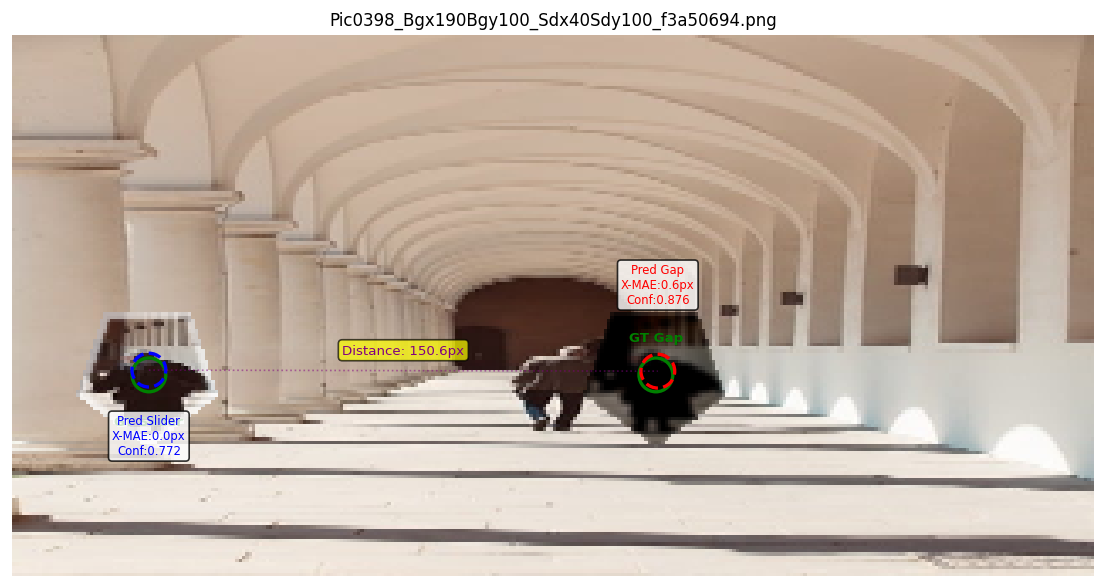 Pic0398_Bgx190Bgy100_Sdx40Sdy100_f3a50694.png
Pred Gap
X-MAE:0.6px
Conf:0.876
GT Gap
Distance: 150.6px
Pred Slider
X-MAE:0.0px
Conf:0.772